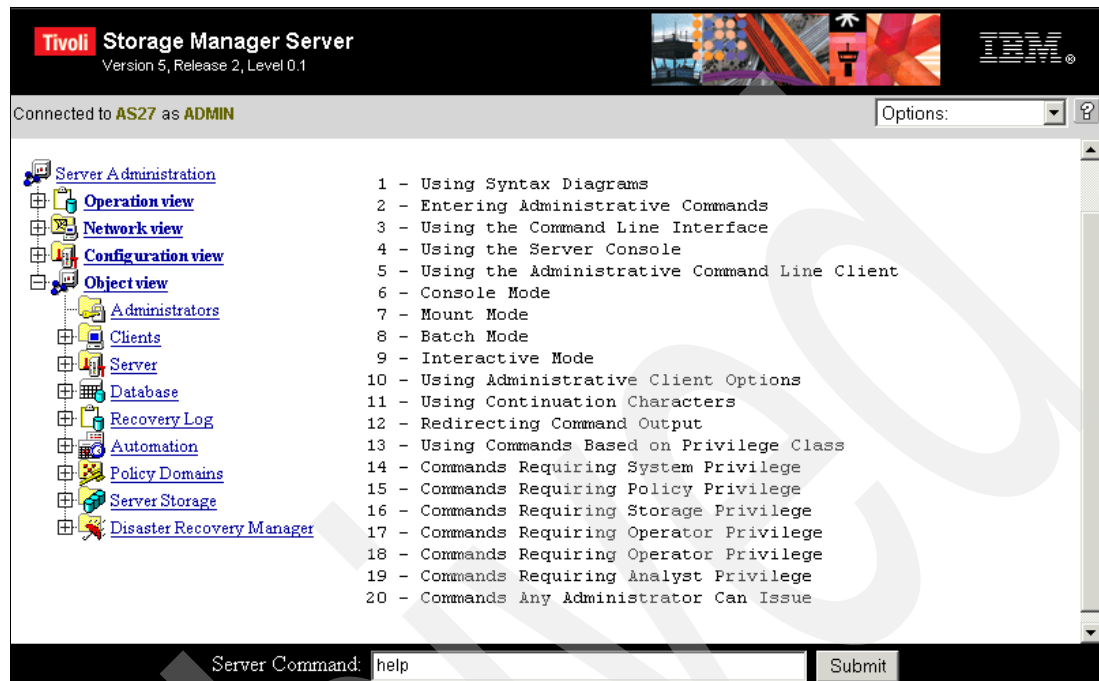 Tivoli Storage Manager Server
Version 5, Release 2, Level 0.1
IBM®
Connected to AS27 as ADMIN
Options:
?
Server Administration
Operation view
Network view
Configuration view
Object view
Administrators
Clients
Server
Database
Recovery Log
Automation
Policy Domains
Server Storage
Disaster Recovery Manager
1 - Using Syntax Diagrams
2 - Entering Administrative Commands
3 - Using the Command Line Interface
4 - Using the Server Console
5 - Using the Administrative Command Line Client
6 - Console Mode
7 - Mount Mode
8 - Batch Mode
9 - Interactive Mode
10 - Using Administrative Client Options
11 - Using Continuation Characters
12 - Redirecting Command Output
13 - Using Commands Based on Privilege Class
14 - Commands Requiring System Privilege
15 - Commands Requiring Policy Privilege
16 - Commands Requiring Storage Privilege
17 - Commands Requiring Operator Privilege
18 - Commands Requiring Operator Privilege
19 - Commands Requiring Analyst Privilege
20 - Commands Any Administrator Can Issue
Server Command: help Submit